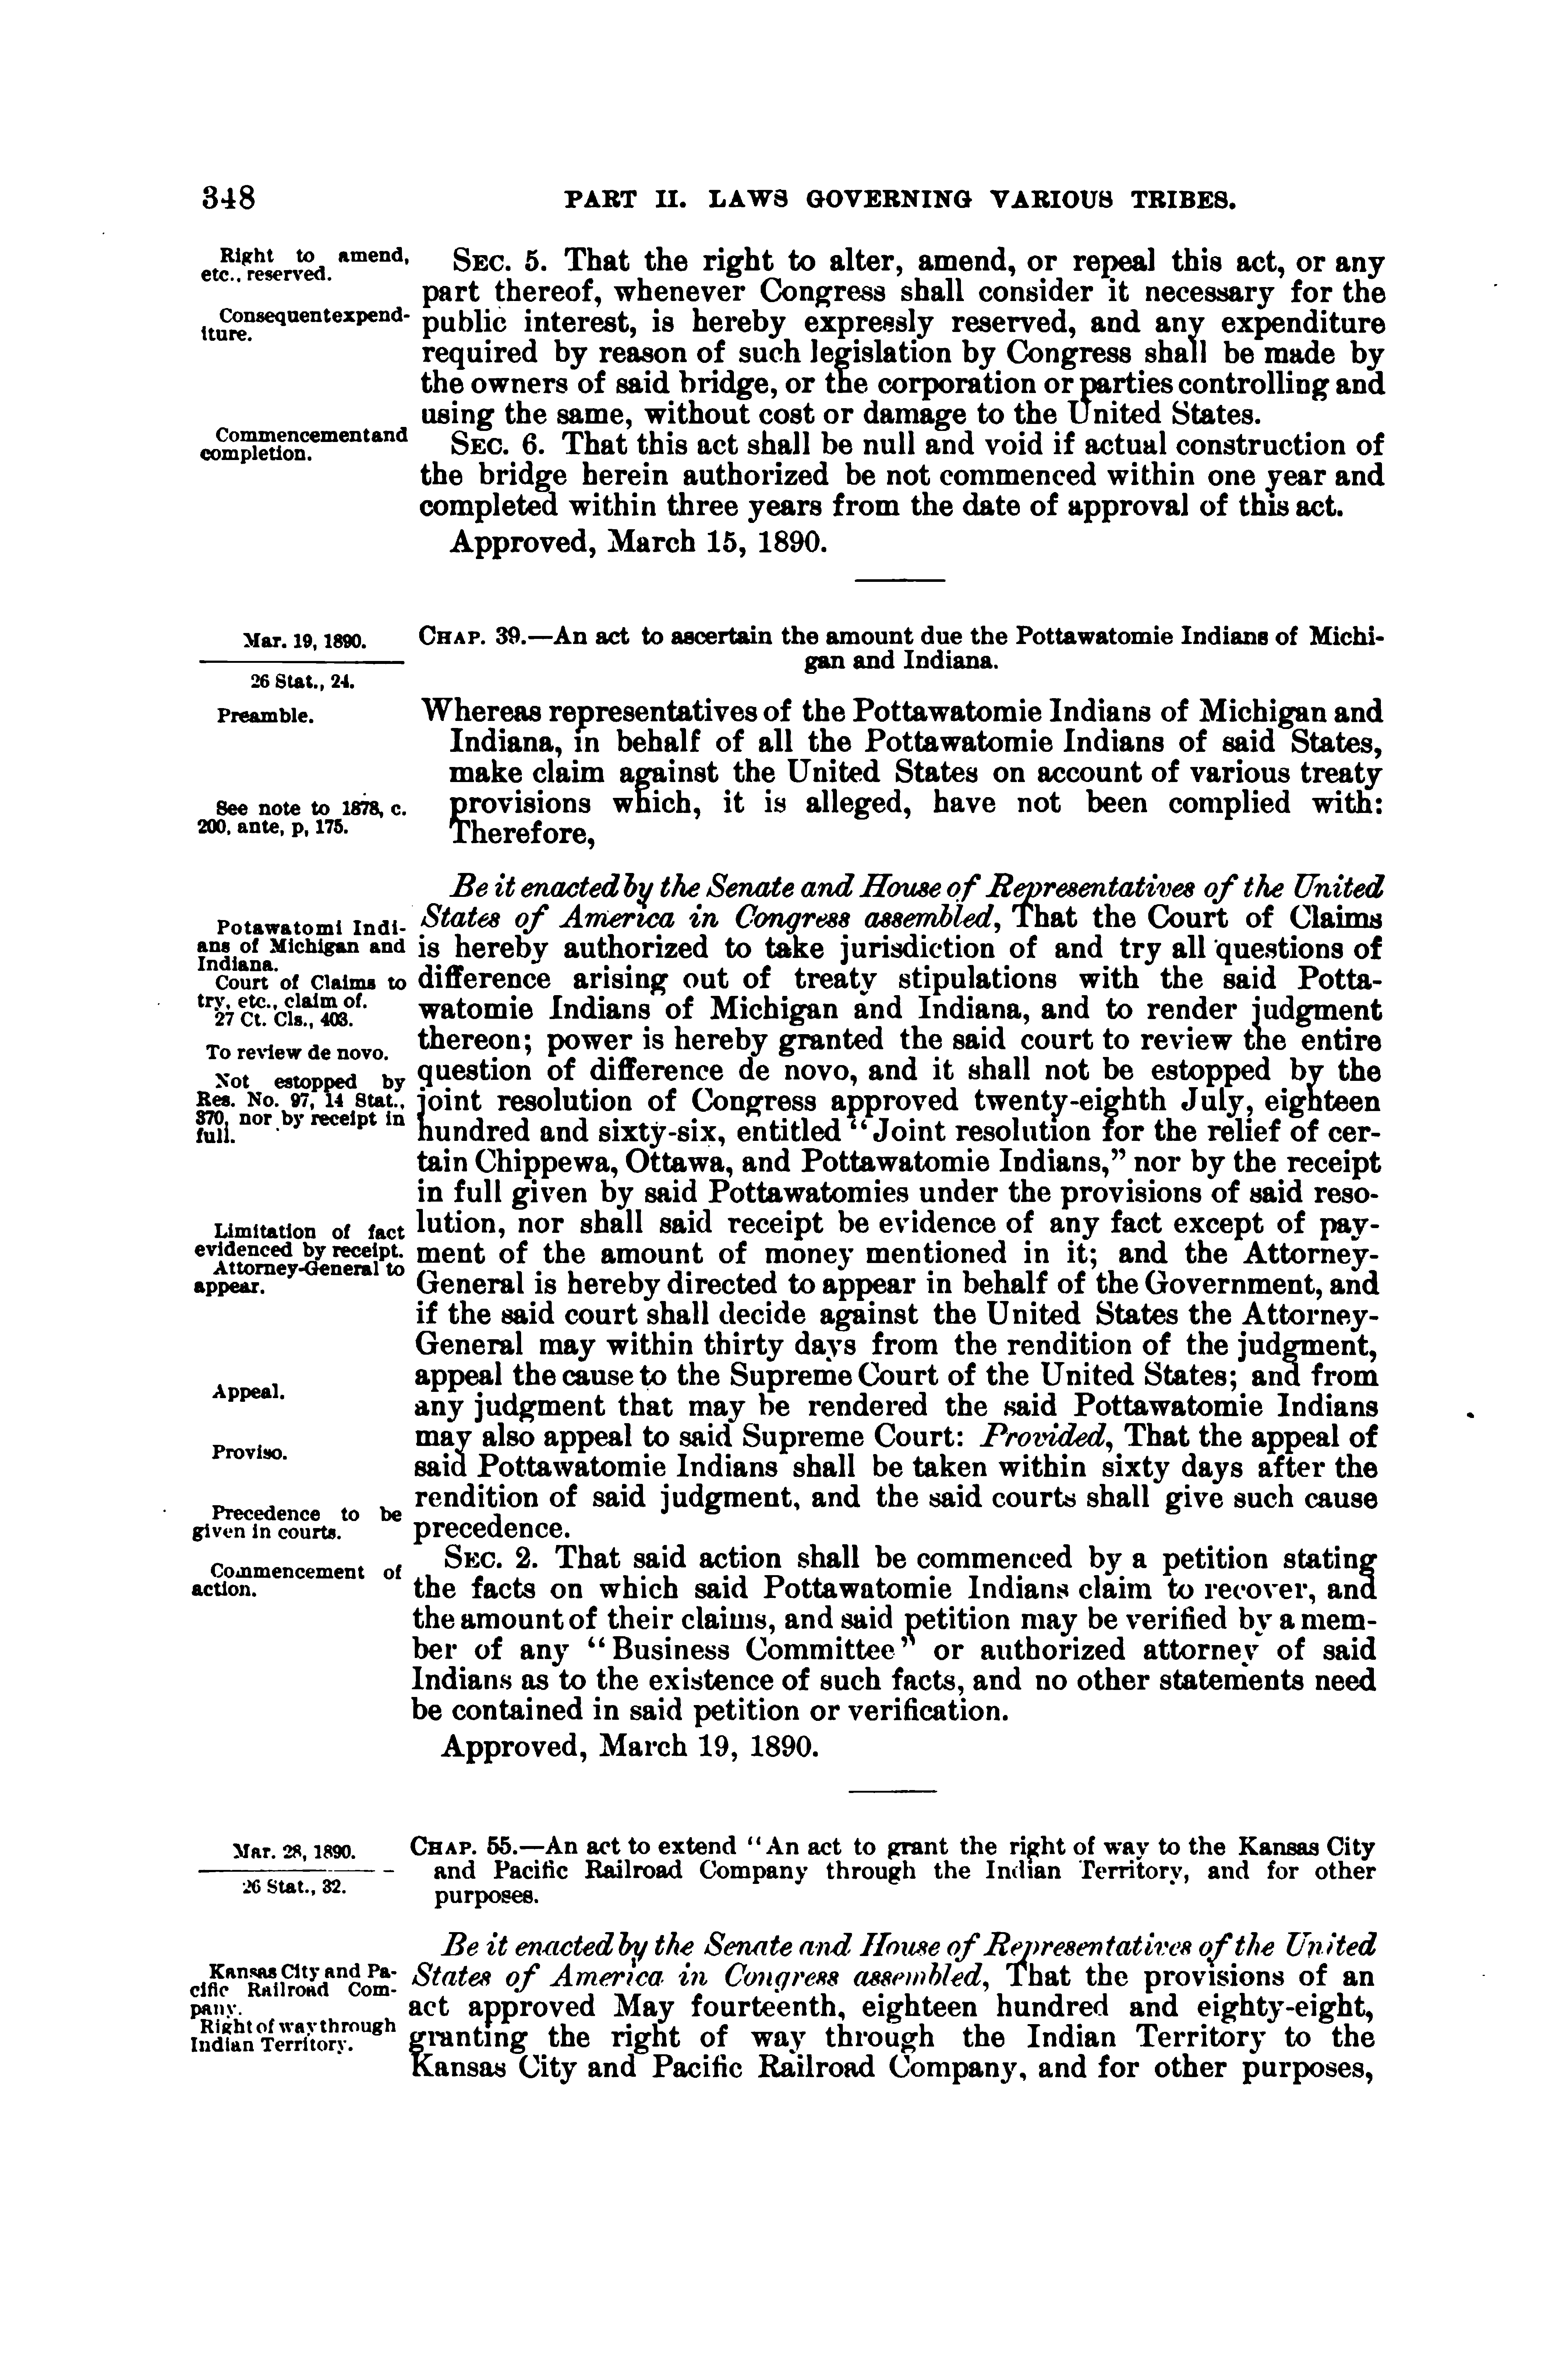 348
PART II. LAWS GOVERNING VARIOUS TRIBES.
Right to amend,
etc., reserved.
SEC. 5. That the right to alter, amend, or repeal this act, or any
part thereof, whenever Congress shall consider it necessary for the
Consequent expend-
iture.
public interest, is hereby expressly reserved, and any expenditure
required by reason of such legislation by Congress shall be made by
the owners of said bridge, or the corporation or parties controlling and
using the same, without cost or damage to the United States.
Commencement and
completion.
SEC. 6. That this act shall be null and void if actual construction of
the bridge herein authorized be not commenced within one year and
completed within three years from the date of approval of this act.
Approved, March 15, 1890.
Mar. 19, 1890.
26 Stat., 24.
CHAP. 39.—An act to ascertain the amount due the Pottawatomie Indians of Michi-
gan and Indiana.
Preamble.
Whereas representatives of the Pottawatomie Indians of Michigan and
Indiana, in behalf of all the Pottawatomie Indians of said States,
make claim against the United States on account of various treaty
See note to 1878, c.
200, ante, p, 175.
provisions which, it is alleged, have not been complied with:
Therefore,
Be it enacted by the Senate and House of Representatives of the United
Potawatomi Indi-
ans of Michigan and
Indiana.
States of America in Congress assembled, That the Court of Claims
is hereby authorized to take jurisdiction of and try all questions of
Court of Claims to
try, etc., claim of.
27 Ct. Cls., 403.
difference arising out of treaty stipulations with the said Potta-
watomie Indians of Michigan and Indiana, and to render judgment
To review de novo.
thereon; power is hereby granted the said court to review the entire
Not estopped by
Res. No. 97, 14 Stat.,
370, nor by receipt in
full.
question of difference de novo, and it shall not be estopped by the
joint resolution of Congress approved twenty-eighth July, eighteen
hundred and sixty-six, entitled "Joint resolution for the relief of cer-
tain Chippewa, Ottawa, and Pottawatomie Indians," nor by the receipt
in full given by said Pottawatomies under the provisions of said reso-
Limitation of fact
evidenced by receipt.
lution, nor shall said receipt be evidence of any fact except of pay-
ment of the amount of money mentioned in it; and the Attorney-
Attorney-General to
appear.
General is hereby directed to appear in behalf of the Government, and
if the said court shall decide against the United States the Attorney-
General may within thirty days from the rendition of the judgment,
Appeal.
appeal the cause to the Supreme Court of the United States; and from
any judgment that may be rendered the said Pottawatomie Indians
Proviso.
may also appeal to said Supreme Court: Provided, That the appeal of
said Pottawatomie Indians shall be taken within sixty days after the
Precedence to be
given in courts.
rendition of said judgment, and the said courts shall give such cause
precedence.
Commencement of
action.
SEC. 2. That said action shall be commenced by a petition stating
the facts on which said Pottawatomie Indians claim to recover, and
the amount of their claims, and said petition may be verified by a mem-
ber of any "Business Committee" or authorized attorney of said
Indians as to the existence of such facts, and no other statements need
be contained in said petition or verification.
Approved, March 19, 1890.
Mar. 28, 1890.
26 Stat., 32.
CHAP. 55.—An act to extend "An act to grant the right of way to the Kansas City
and Pacific Railroad Company through the Indian Territory, and for other
purposes.
Be it enacted by the Senate and House of Representatives of the United
Kansas City and Pa-
cific Railroad Com-
pany.
States of America in Congress assembled, That the provisions of an
act approved May fourteenth, eighteen hundred and eighty-eight,
Right of way through
Indian Territory.
granting the right of way through the Indian Territory to the
Kansas City and Pacific Railroad Company, and for other purposes,